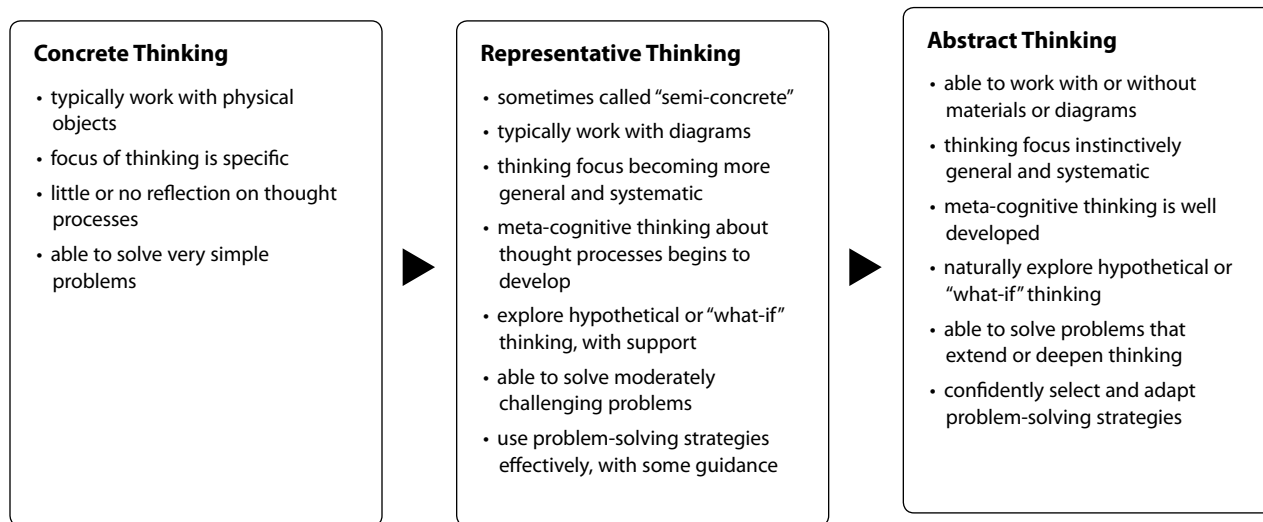 Concrete Thinking
• typically work with physical
objects
• focus of thinking is specific
• little or no reflection on thought
processes
• able to solve very simple
problems
Representative Thinking
• sometimes called “semi-concrete”
• typically work with diagrams
• thinking focus becoming more
general and systematic
• meta-cognitive thinking about
thought processes begins to
develop
• explore hypothetical or “what-if”
thinking, with support
• able to solve moderately
challenging problems
• use problem-solving strategies
effectively, with some guidance
Abstract Thinking
• able to work with or without
materials or diagrams
• thinking focus instinctively
general and systematic
• meta-cognitive thinking is well
developed
• naturally explore hypothetical or
“what-if” thinking
• able to solve problems that
extend or deepen thinking
• confidently select and adapt
problem-solving strategies